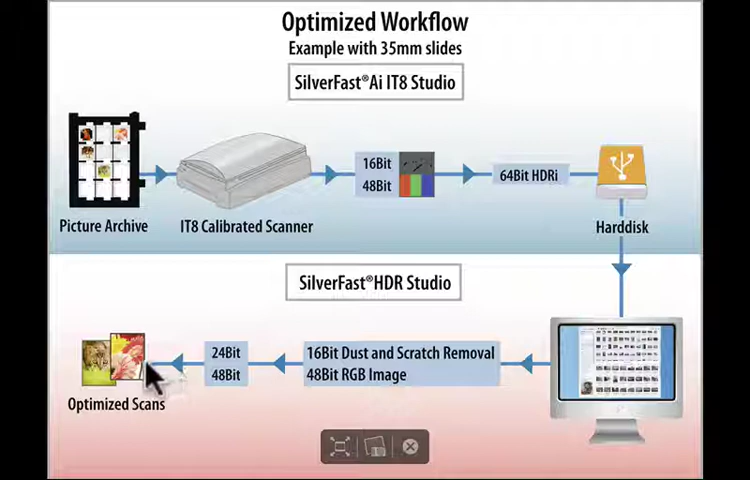 Optimized Workflow
Example with 35mm slides
SilverFast®Ai IT8 Studio
16Bit
48Bit
64Bit HDRi
Picture Archive
IT8 Calibrated Scanner
Harddisk
SilverFast®HDR Studio
24Bit
48Bit
16Bit Dust and Scratch Removal
48Bit RGB Image
Optimized Scans